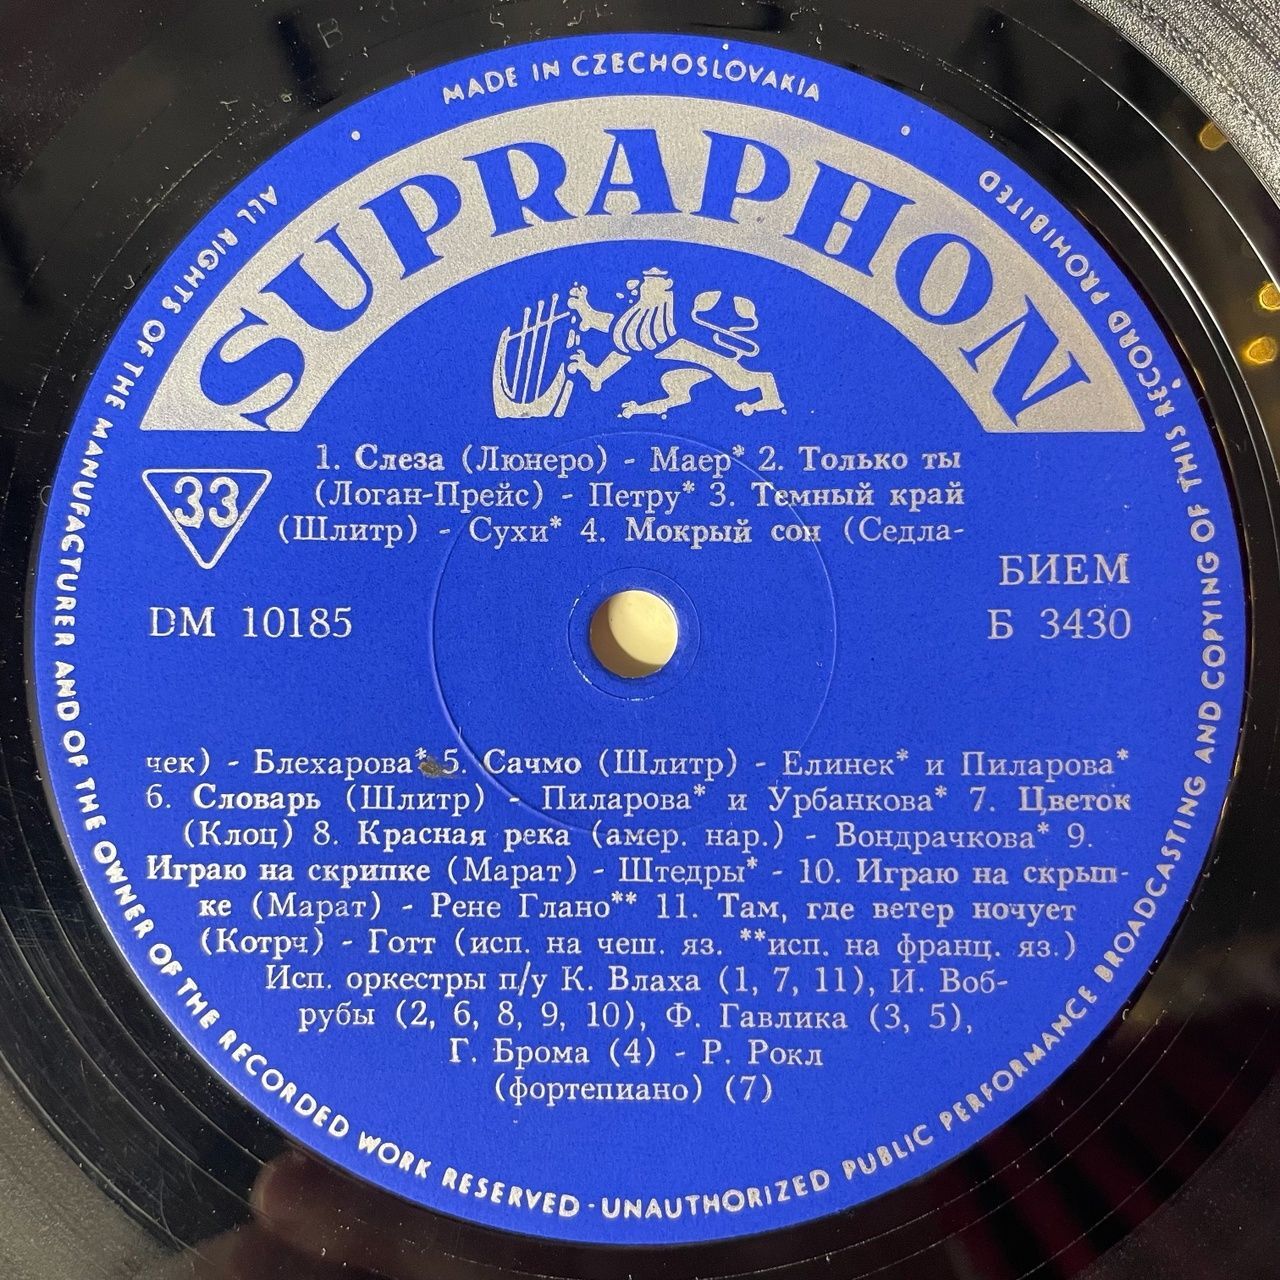 MADE IN CZECHOSLOVAKIA
ALL RIGHTS OF THE MANUFACTURER AND OF THE OWNER OF THE RECORDED WORK RESERVED · UNAUTHORIZED PUBLIC PERFORMANCE BROADCASTING AND COPYING OF THIS RECORD PROHIBITED
SUPRAPHON
1. Слеза (Люнеро) - Маер* 2. Только ты
(Логан-Прейс) - Петру* 3. Темный край
33
(Шлитр) - Сухи* 4. Мокрый сон (Седла-
БИЕМ
DM 10185
Б 3430
чек) - Блехарова* 5. Сачмо (Шлитр) - Елинек* и Пиларова*
6. Словарь (Шлитр) - Пиларова* и Урбанкова* 7. Цветок
(Клоц) 8. Красная река (амер. нар.) - Вондрачкова* 9.
Играю на скрипке (Марат) - Штедры* - 10. Играю на скрып-
ке (Марат) - Рене Глано** 11. Там, где ветер ночует
(Котрч) - Готт (исп. на чеш. яз. **исп. на франц. яз.)
Исп. оркестры п/у К. Влаха (1, 7, 11), И. Воб-
рубы (2, 6, 8, 9, 10), Ф. Гавлика (3, 5),
Г. Брома (4) - Р. Рокл
(фортепиано) (7)